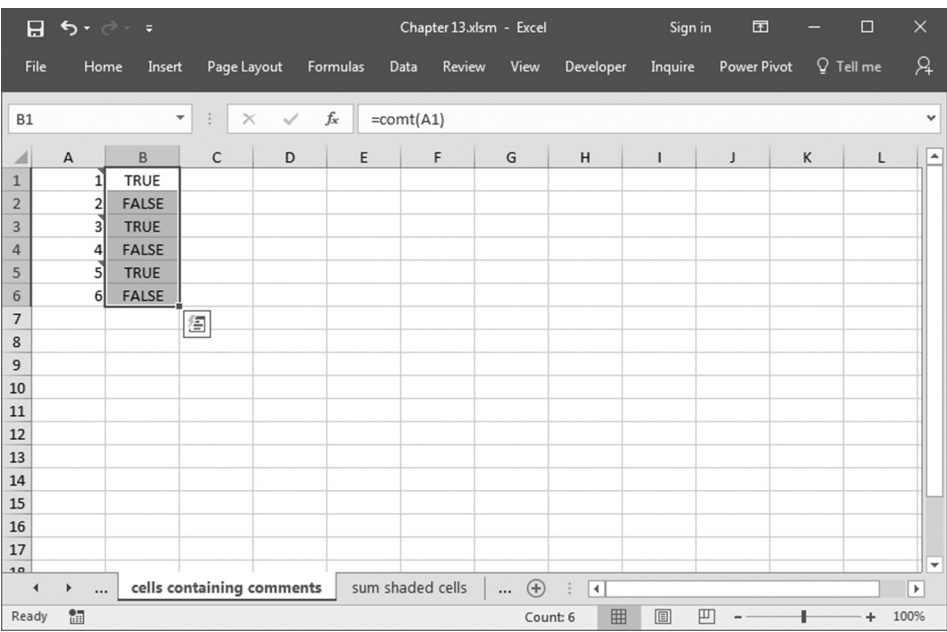 Chapter 13.xlsm - Excel Sign in
File Home Insert Page Layout Formulas Data Review View Developer Inquire Power Pivot Tell me
B1 fx =comt(A1)
A B C D E F G H I J K L
1 1 TRUE
2 2 FALSE
3 3 TRUE
4 4 FALSE
5 5 TRUE
6 6 FALSE
7
8
9
10
11
12
13
14
15
16
17
18
... cells containing comments sum shaded cells ...
Ready Count: 6 - + 100%